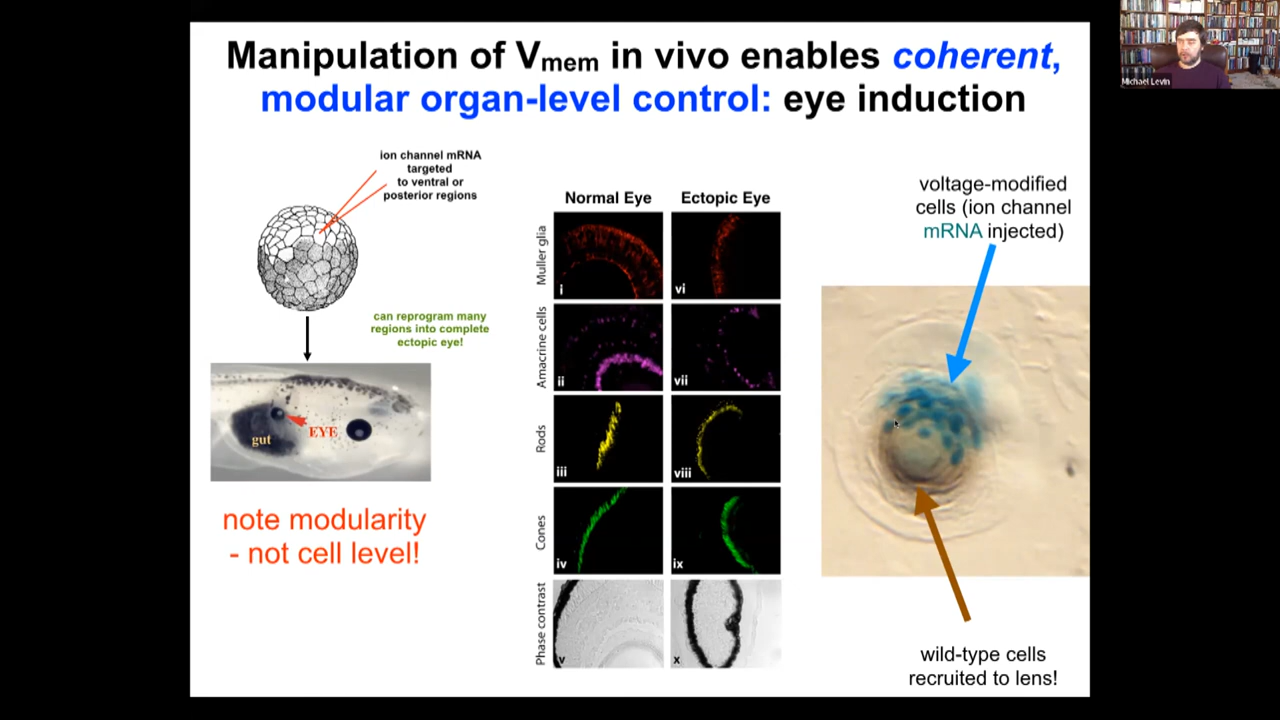 Manipulation of Vmem in vivo enables coherent,
modular organ-level control: eye induction
Michael Levin
ion channel mRNA
targeted
to ventral or
posterior regions
can reprogram many
regions into complete
ectopic eye!
gut
EYE
note modularity
- not cell level!
Normal Eye
Ectopic Eye
Muller glia
i
vi
Amacrine cells
ii
vii
Rods
iii
viii
Cones
iv
ix
Phase contrast
v
x
voltage-modified
cells (ion channel
mRNA injected)
wild-type cells
recruited to lens!